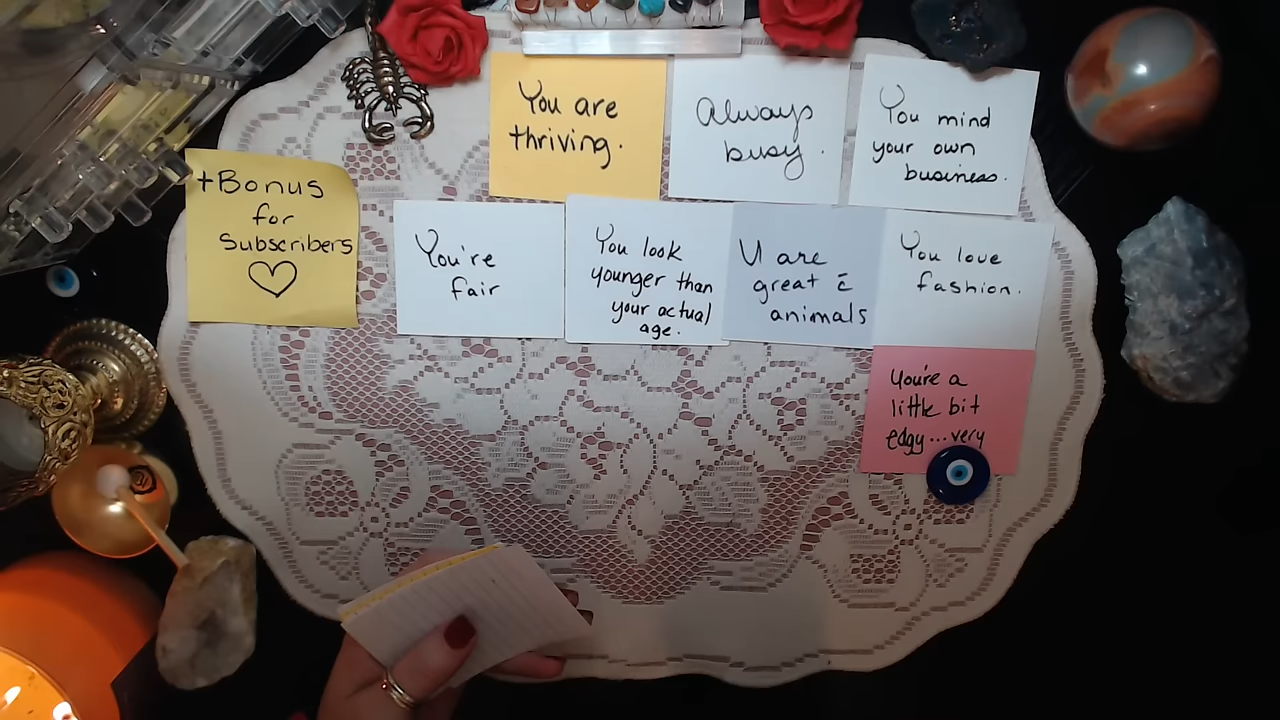 You are
thriving.
Always
busy.
You mind
your own
business.
+Bonus
for
Subscribers
You're
fair
You look
younger than
your actual
age.
U are
great c̄
animals
You love
fashion.
You're a
little bit
edgy...very